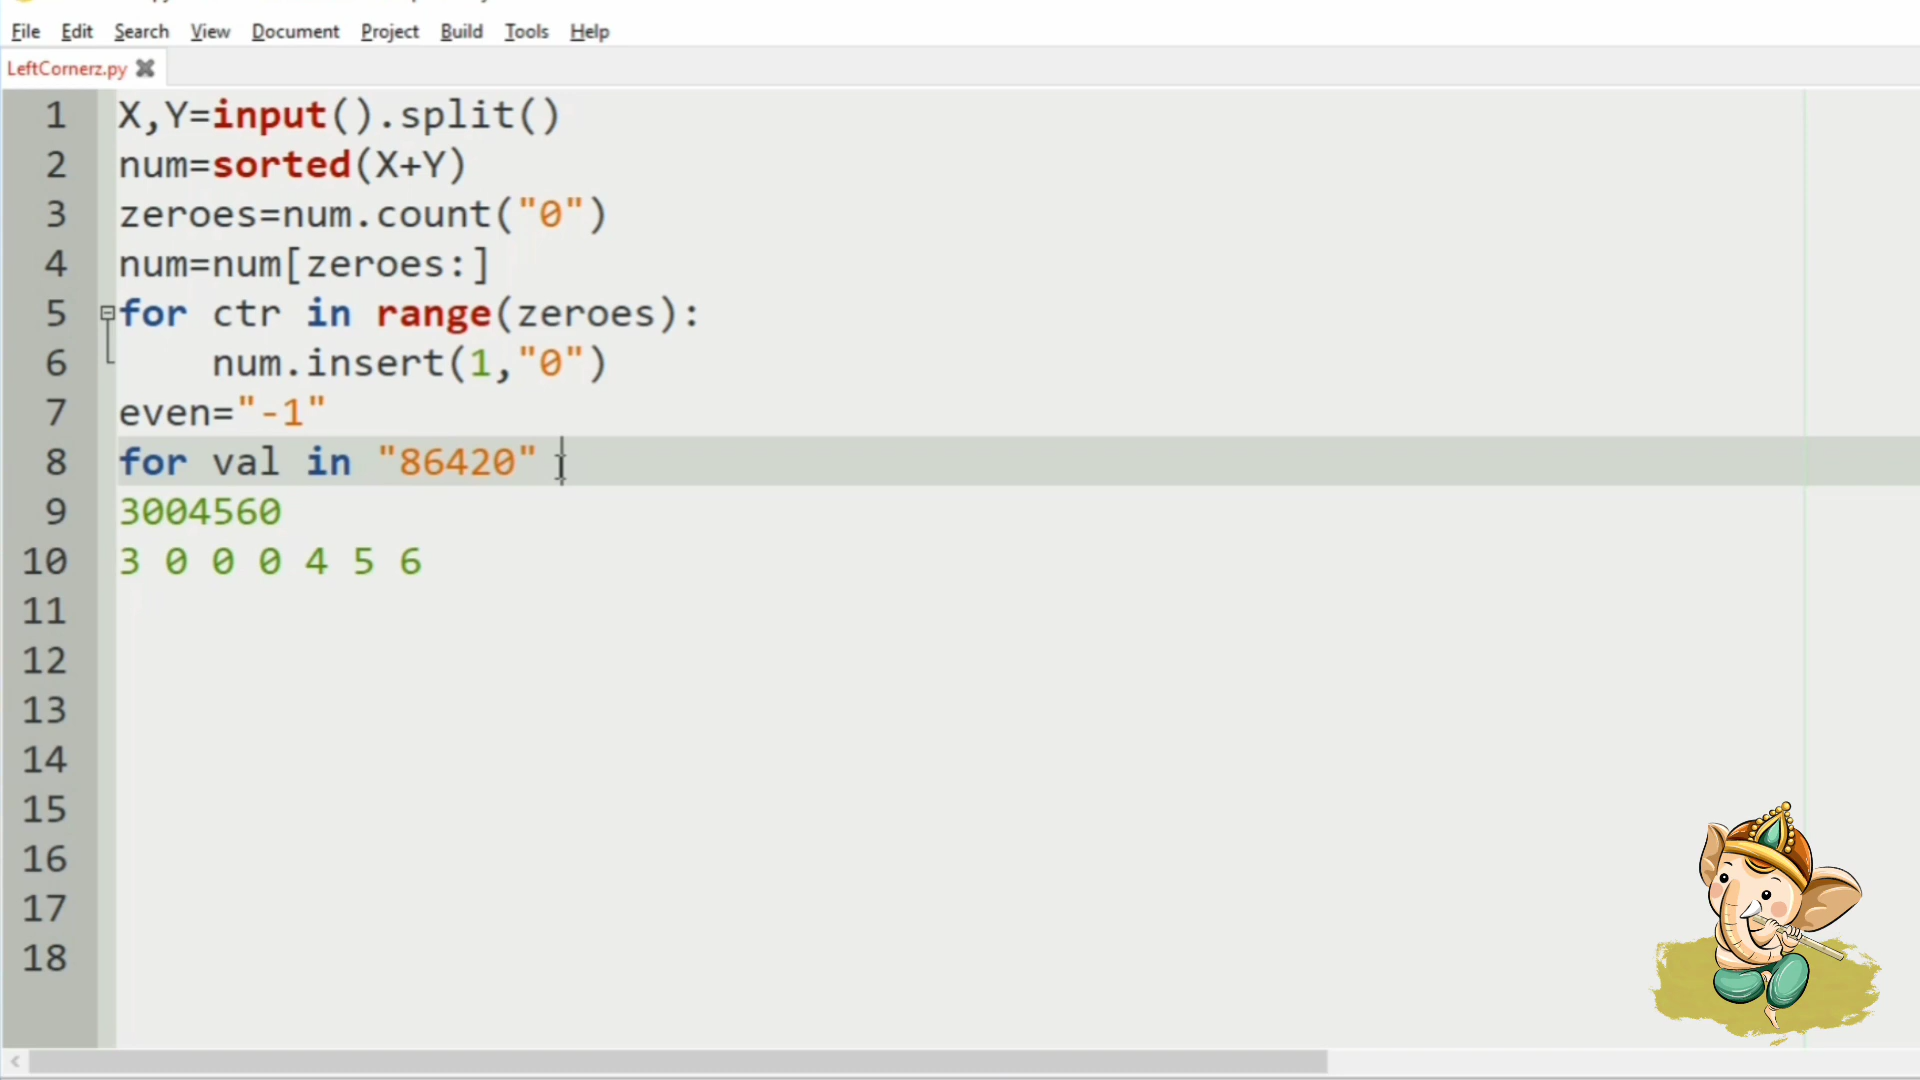 File Edit Search View Document Project Build Tools Help
LeftCornerz.py
1 X,Y=input().split()
2 num=sorted(X+Y)
3 zeroes=num.count("0")
4 num=num[zeroes:]
5 for ctr in range(zeroes):
6 num.insert(1,"0")
7 even="-1"
8 for val in "86420"
9 3004560
10 3 0 0 0 4 5 6
11
12
13
14
15
16
17
18